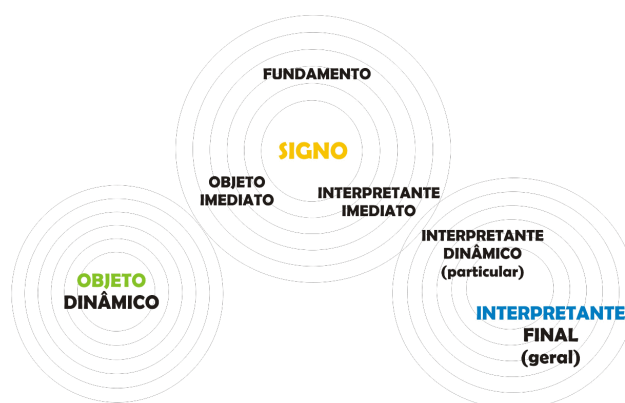 FUNDAMENTO
SIGNO
OBJETO
IMEDIATO
INTERPRETANTE
IMEDIATO
INTERPRETANTE
DINÂMICO
(particular)
OBJETO
DINÂMICO
INTERPRETANTE
FINAL
(geral)